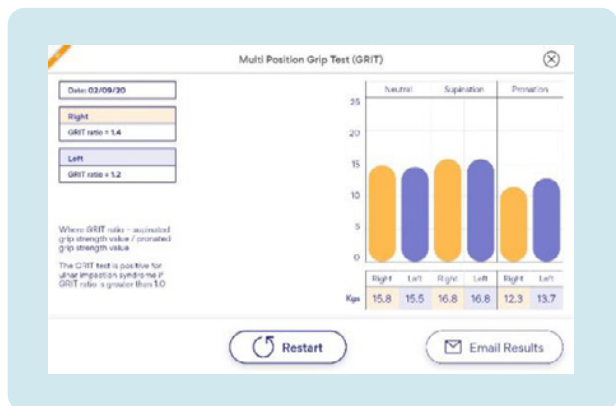 Multi Position Grip Test (GRIT)
Date: 02/09/20
Right
GRIT ratio = 1.4
Left
GRIT ratio = 1.2
Where GRIT ratio = supinated
grip strength value / pronated
grip strength value
The GRIT test is positive for
ulnar impaction syndrome if
GRIT ratio is greater than 1.0
Neutral Supination Pronation
25
20
15
10
5
0
Right Left Right Left Right Left
Kgs 15.8 15.5 16.8 16.8 12.3 13.7
Restart
Email Results